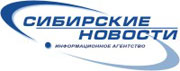 СИБИРСКИЕ
НОВОСТИ
ИНФОРМАЦИОННОЕ АГЕНТСТВО